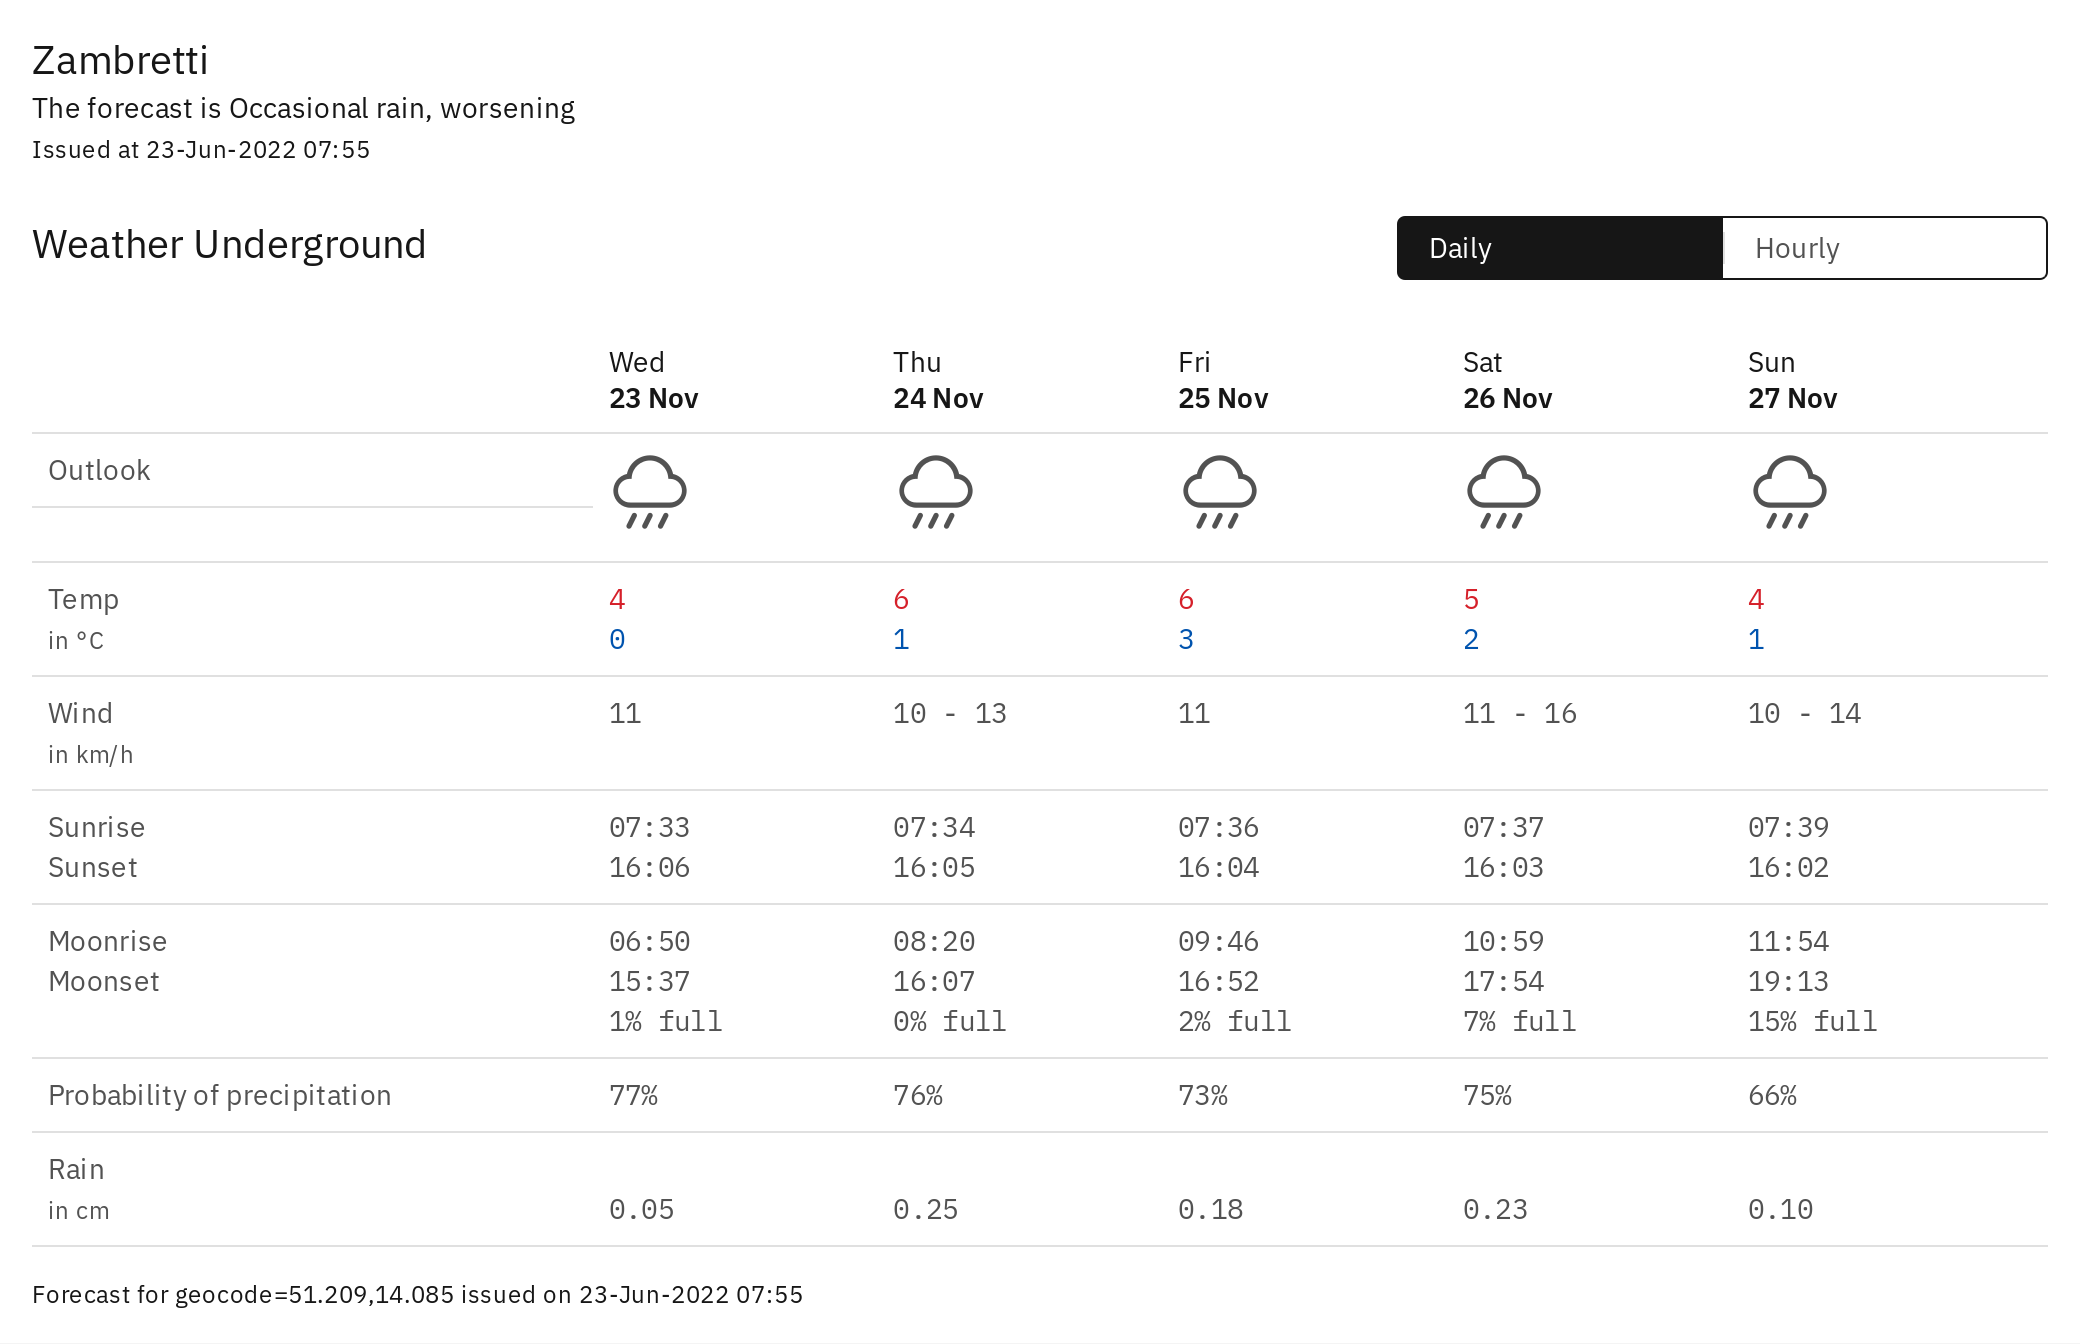 Zambretti
The forecast is Occasional rain, worsening
Issued at 23-Jun-2022 07:55
Weather Underground
Daily Hourly
Wed Thu Fri Sat Sun
23 Nov 24 Nov 25 Nov 26 Nov 27 Nov
Outlook
Temp 4 6 6 5 4
in °C 0 1 3 2 1
Wind 11 10 - 13 11 11 - 16 10 - 14
in km/h
Sunrise 07:33 07:34 07:36 07:37 07:39
Sunset 16:06 16:05 16:04 16:03 16:02
Moonrise 06:50 08:20 09:46 10:59 11:54
Moonset 15:37 16:07 16:52 17:54 19:13
1% full 0% full 2% full 7% full 15% full
Probability of precipitation 77% 76% 73% 75% 66%
Rain
in cm 0.05 0.25 0.18 0.23 0.10
Forecast for geocode=51.209,14.085 issued on 23-Jun-2022 07:55